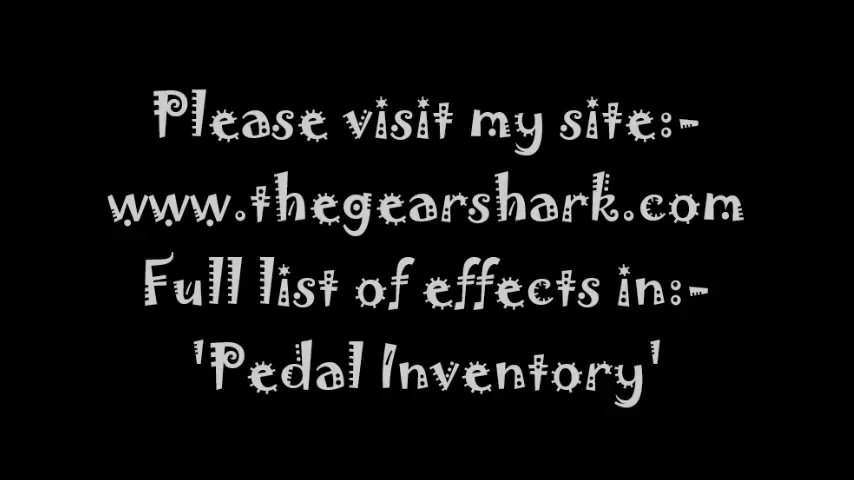 Please visit my site:-
www.thegearshark.com
Full list of effects in:-
'Pedal Inventory'